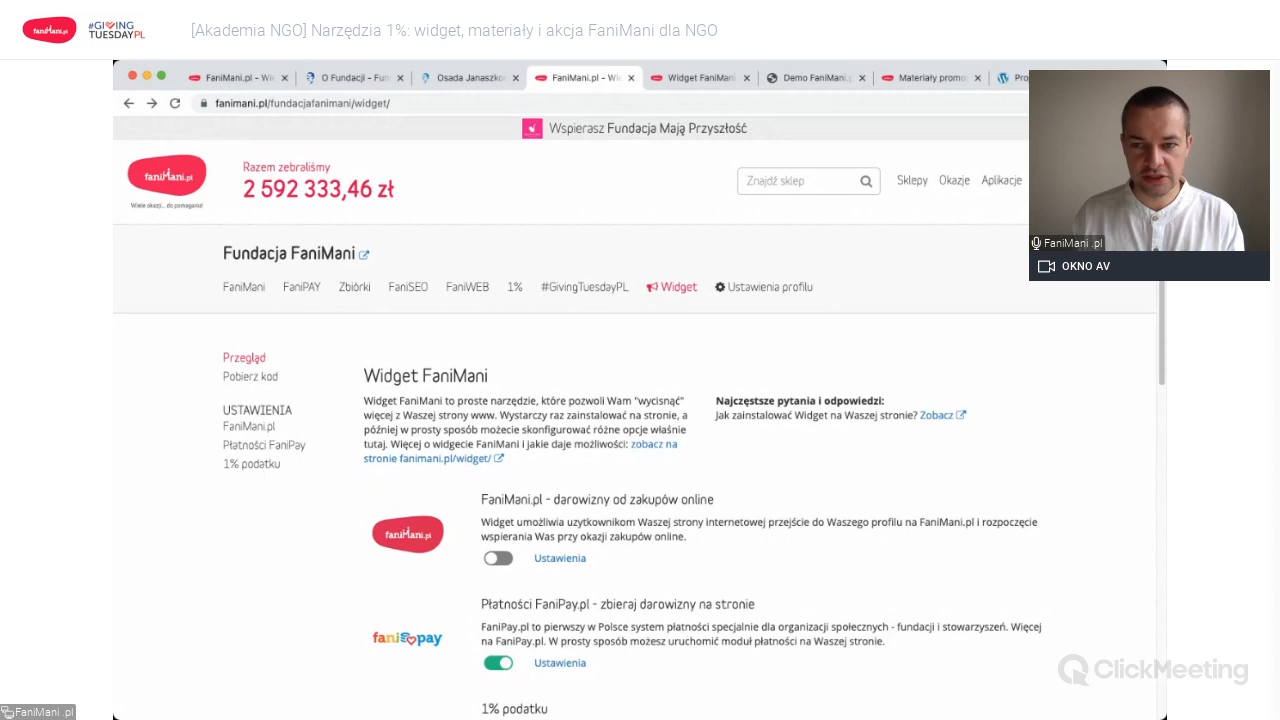 faniMani.pl
#GIVING
TUESDAYPL
[Akademia NGO] Narzędzia 1%: widget, materiały i akcja FaniMani dla NGO
FaniMani.pl - Wi
O Fundacji - Fun
Osada Janaszko
FaniMani.pl - Wi
Widget FaniMani
Demo FaniMani.
Materiały promo
fanimani.pl/fundacjafanimani/widget/
Wspierasz Fundacja Mają Przyszłość
faniMani.pl
Wiele okazji... do pomagania!
Razem zebraliśmy
2 592 333,46 zł
Znajdź sklep
Sklepy Okazje Aplikacje
FaniMani .pl
OKNO AV
Fundacja FaniMani
FaniMani FaniPAY Zbiórki FaniSEO FaniWEB 1% #GivingTuesdayPL Widget Ustawienia profilu
Przegląd
Pobierz kod
USTAWIENIA
FaniMani.pl
Płatności FaniPay
1% podatku
Widget FaniMani
Widget FaniMani to proste narzędzie, które pozwoli Wam "wycisnąć"
więcej z Waszej strony www. Wystarczy raz zainstalować na stronie, a
później w prosty sposób możecie skonfigurować różne opcje właśnie
tutaj. Więcej o widgecie FaniMani i jakie daje możliwości: zobacz na
stronie fanimani.pl/widget/
Najczęstsze pytania i odpowiedzi:
Jak zainstalować Widget na Waszej stronie? Zobacz
faniMani.pl
FaniMani.pl - darowizny od zakupów online
Widget umożliwia uzytkownikom Waszej strony internetowej przejście do Waszego profilu na FaniMani.pl i rozpoczęcie
wspierania Was przy okazji zakupów online.
Ustawienia
fanipay
Płatności FaniPay.pl - zbieraj darowizny na stronie
FaniPay.pl to pierwszy w Polsce system płatności specjalnie dla organizacji społecznych - fundacji i stowarzyszeń. Więcej
na FaniPay.pl. W prosty sposób możesz uruchomić moduł płatności na Waszej stronie.
Ustawienia
1% podatku
ClickMeeting
FaniMani .pl